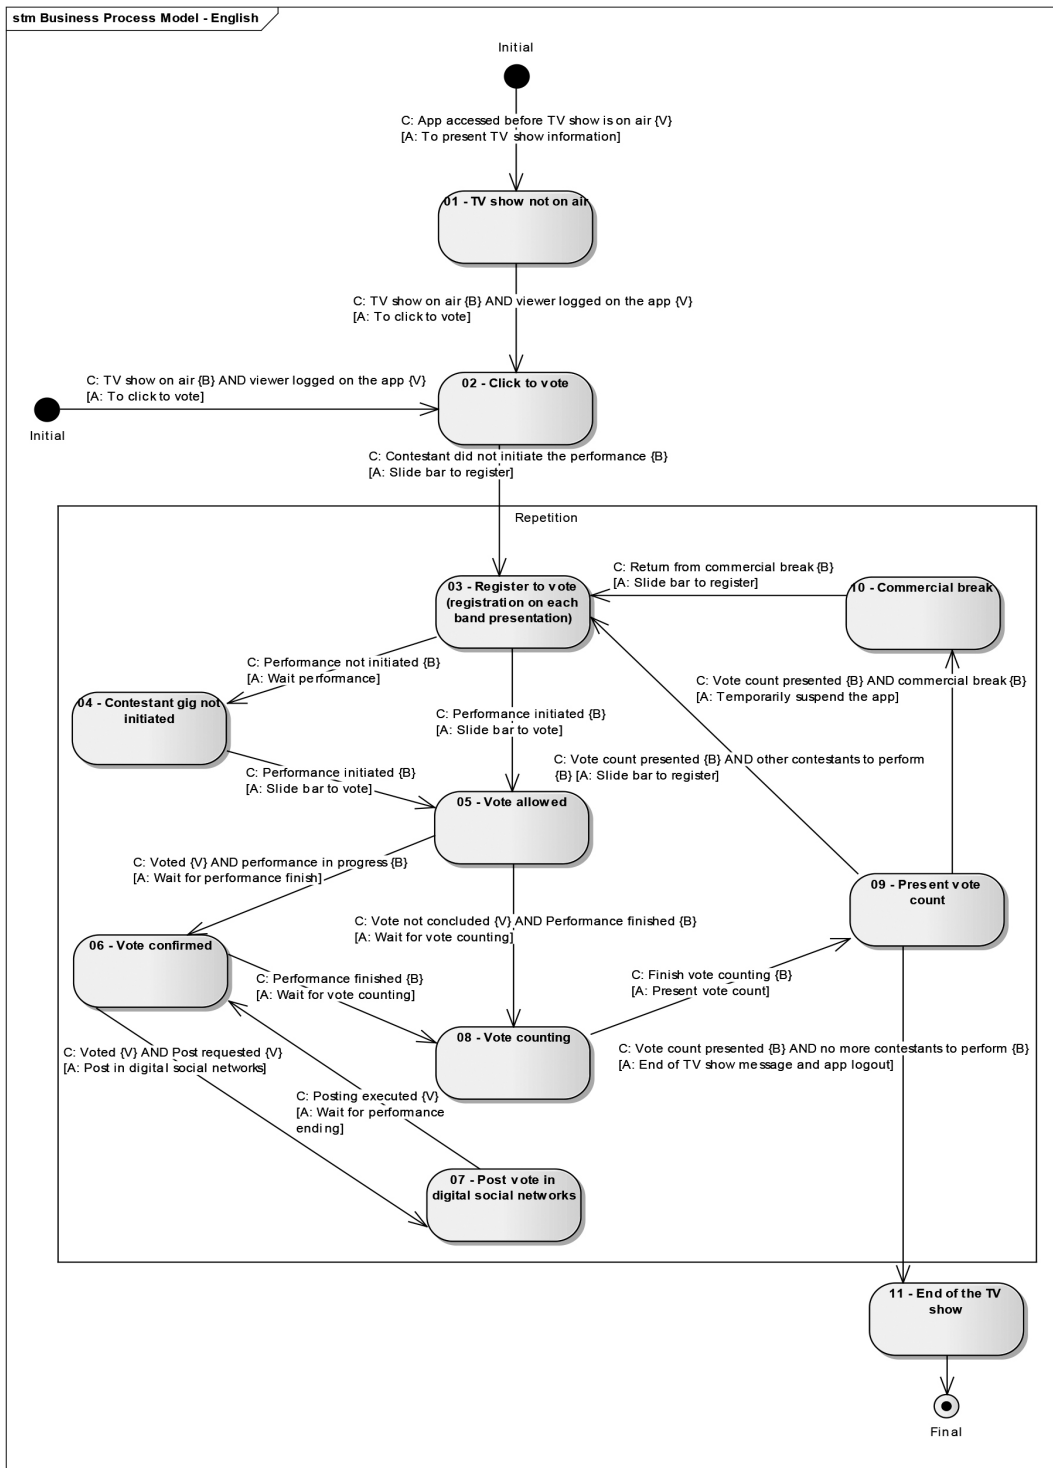 stm Business Process Model - English
Initial
C: App accessed before TV show is on air {V}
[A: To present TV show information]
01 - TV show not on air
C: TV show on air {B} AND viewer logged on the app {V}
[A: To click to vote]
C: TV show on air {B} AND viewer logged on the app {V}
[A: To click to vote]
02 - Click to vote
Initial
C: Contestant did not initiate the performance {B}
[A: Slide bar to register]
Repetition
03 - Register to vote
(registration on each
band presentation)
C: Return from commercial break {B}
[A: Slide bar to register]
10 - Commercial break
C: Performance not initiated {B}
[A: Wait performance]
C: Vote count presented {B} AND commercial break {B}
[A: Temporarily suspend the app]
04 - Contestant gig not
initiated
C: Performance initiated {B}
[A: Slide bar to vote]
C: Vote count presented {B} AND other contestants to perform
{B} [A: Slide bar to register]
C: Performance initiated {B}
[A: Slide bar to vote]
05 - Vote allowed
C: Voted {V} AND performance in progress {B}
[A: Wait for performance finish]
09 - Present vote
count
C: Vote not concluded {V} AND Performance finished {B}
[A: Wait for vote counting]
06 - Vote confirmed
C: Performance finished {B}
[A: Wait for vote counting]
C: Finish vote counting {B}
[A: Present vote count]
08 - Vote counting
C: Voted {V} AND Post requested {V}
[A: Post in digital social networks]
C: Vote count presented {B} AND no more contestants to perform {B}
[A: End of TV show message and app logout]
C: Posting executed {V}
[A: Wait for performance
ending]
07 - Post vote in
digital social networks
11 - End of the TV
show
Final